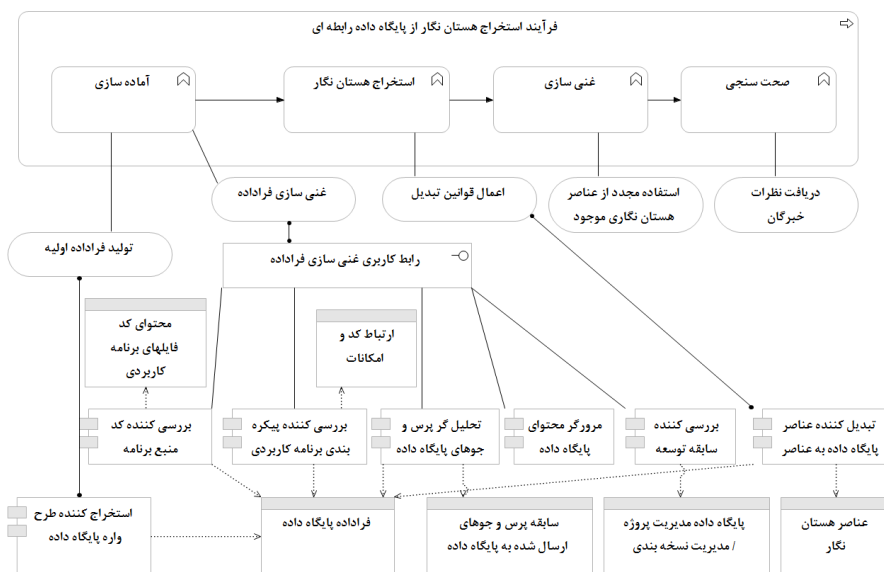 فرآیند استخراج هستان نگار از پایگاه داده رابطه ای
آماده سازی
استخراج هستان نگار
غنی سازی
صحت سنجی
غنی سازی فراداده
اعمال قوانین تبدیل
استفاده مجدد از عناصر
هستان نگاری موجود
دریافت نظرات
خبرگان
تولید فراداده اولیه
رابط کاربری غنی سازی فراداده
محتوای کد
فایلهای برنامه
کاربردی
ارتباط کد و
امکانات
بررسی کننده کد
منبع برنامه
بررسی کننده پیکره
بندی برنامه کاربردی
تحلیل گر پرس و
جوهای پایگاه داده
مرورگر محتوای
پایگاه داده
بررسی کننده
سابقه توسعه
تبدیل کننده عناصر
پایگاه داده به عناصر
استخراج کننده طرح
واره پایگاه داده
فراداده پایگاه داده
سابقه پرس و جوهای
ارسال شده به پایگاه داده
پایگاه داده مدیریت پروژه
/ مدیریت نسخه بندی
عناصر هستان
نگار